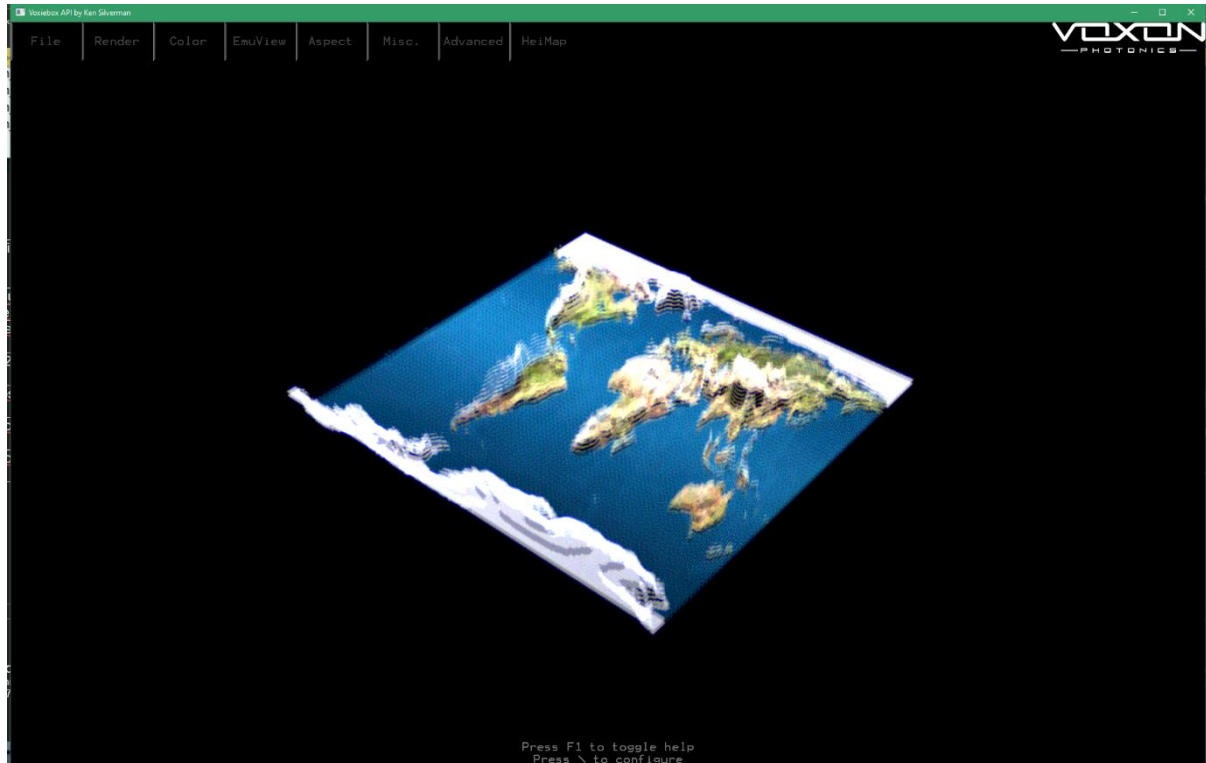 Voxiebox API by Ken Silverman
File Render Color EmuView Aspect Misc. Advanced HeiMap
VOXON
PHOTONICS
Press F1 to toggle help
Press \ to configure